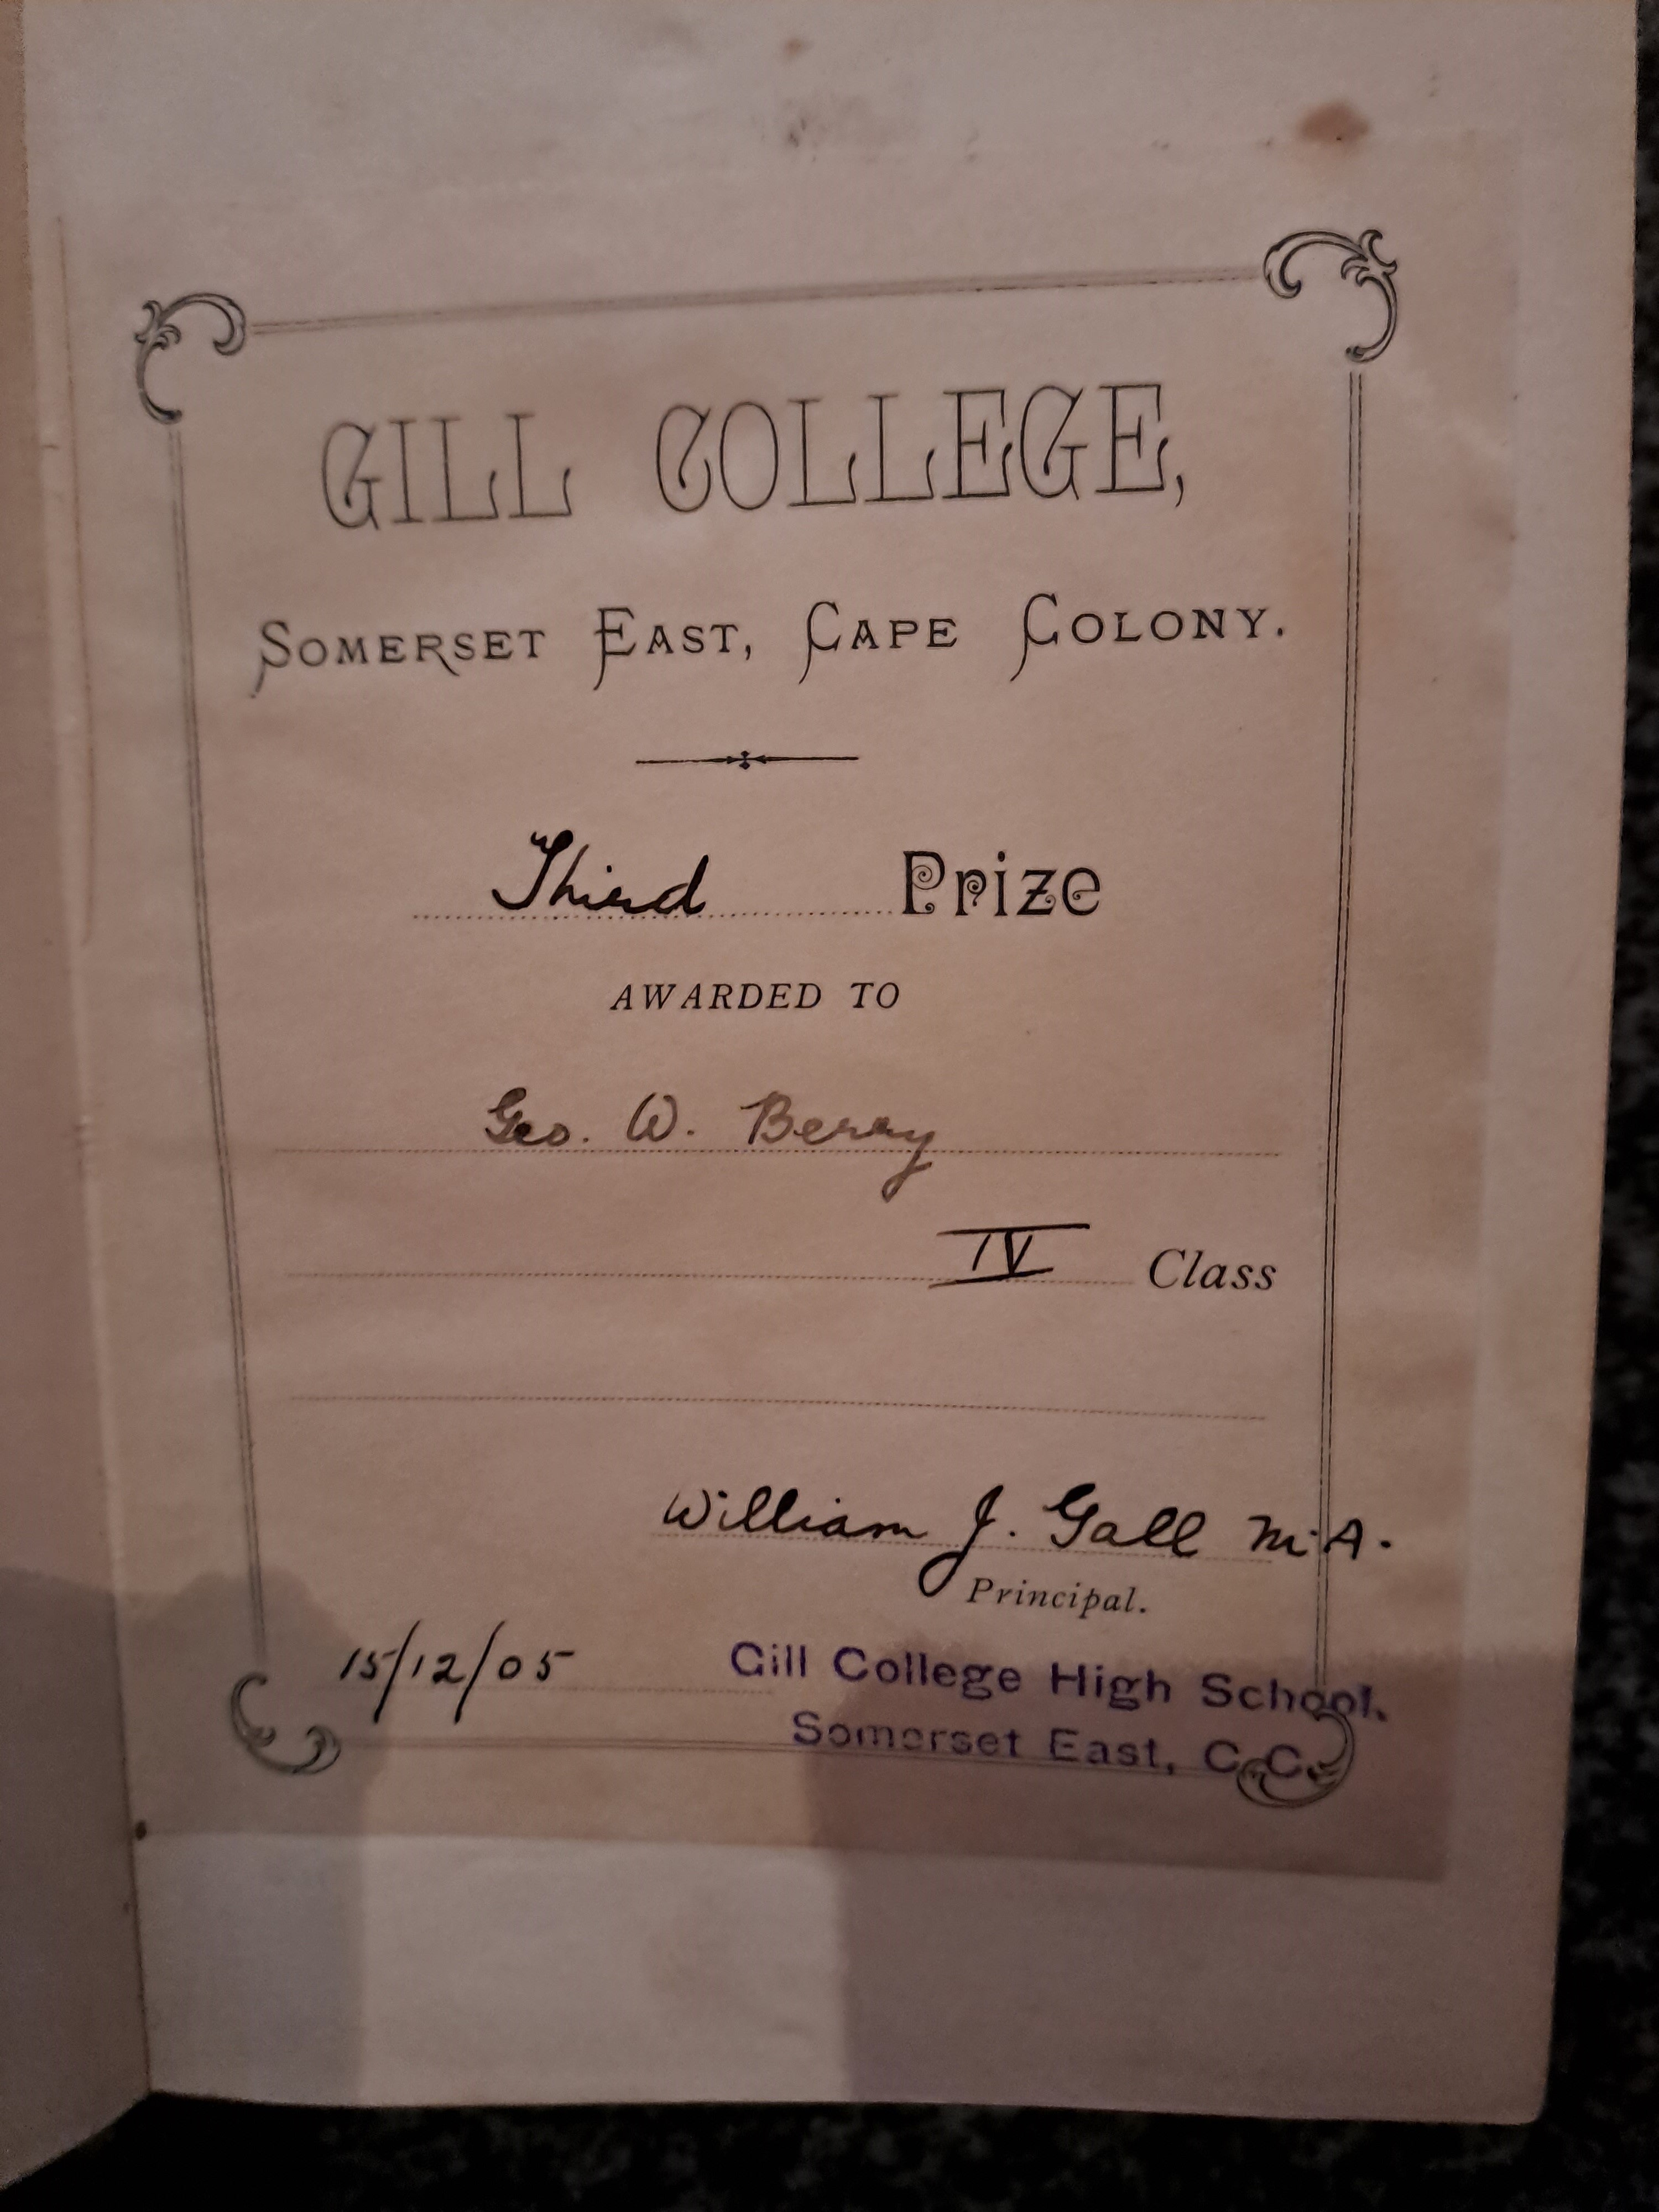 GILL COLLEGE,
SOMERSET EAST, CAPE COLONY.
Third Prize
AWARDED TO
Geo. W. Berry
IV Class
William J. Gall M.A.
Principal.
15/12/05
Gill College High School.
Somerset East, C.C.